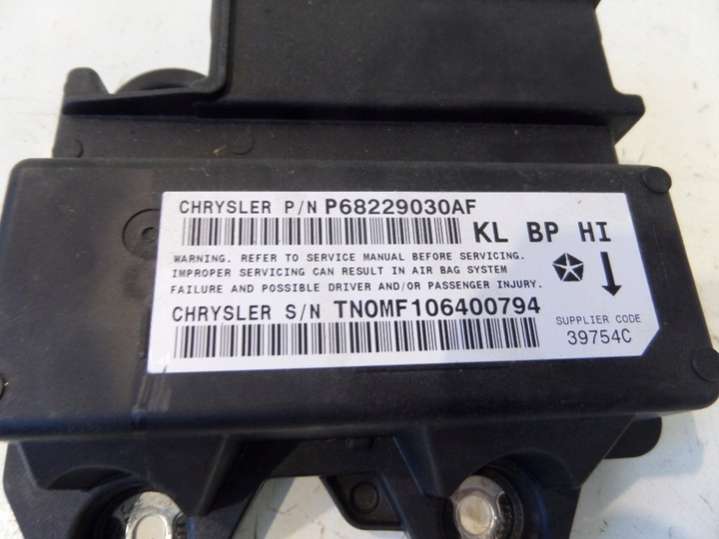 CHRYSLER P/N P68229030AF
KL BP HI
WARNING. REFER TO SERVICE MANUAL BEFORE SERVICING.
IMPROPER SERVICING CAN RESULT IN AIR BAG SYSTEM
FAILURE AND POSSIBLE DRIVER AND/OR PASSENGER INJURY.
CHRYSLER S/N TN0MF106400794
SUPPLIER CODE
39754C